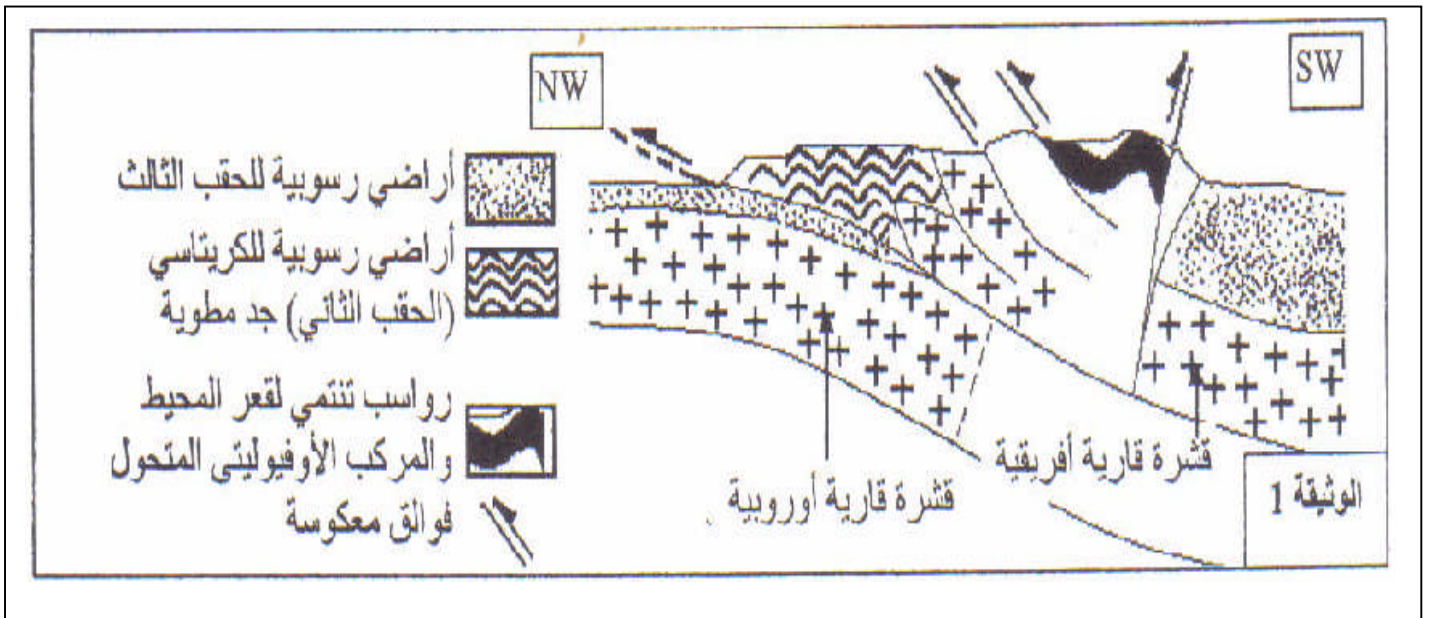 NW
SW
أراضي رسوبية للحقب الثالث
أراضي رسوبية للكريتاسي
(الحقب الثاني) جد مطوية
رواسب تنتمي لقعر المحيط
والمركب الأوفيوليتي المتحول
فوالق معكوسة
قشرة قارية أفريقية
قشرة قارية أوروبية
الوثيقة 1